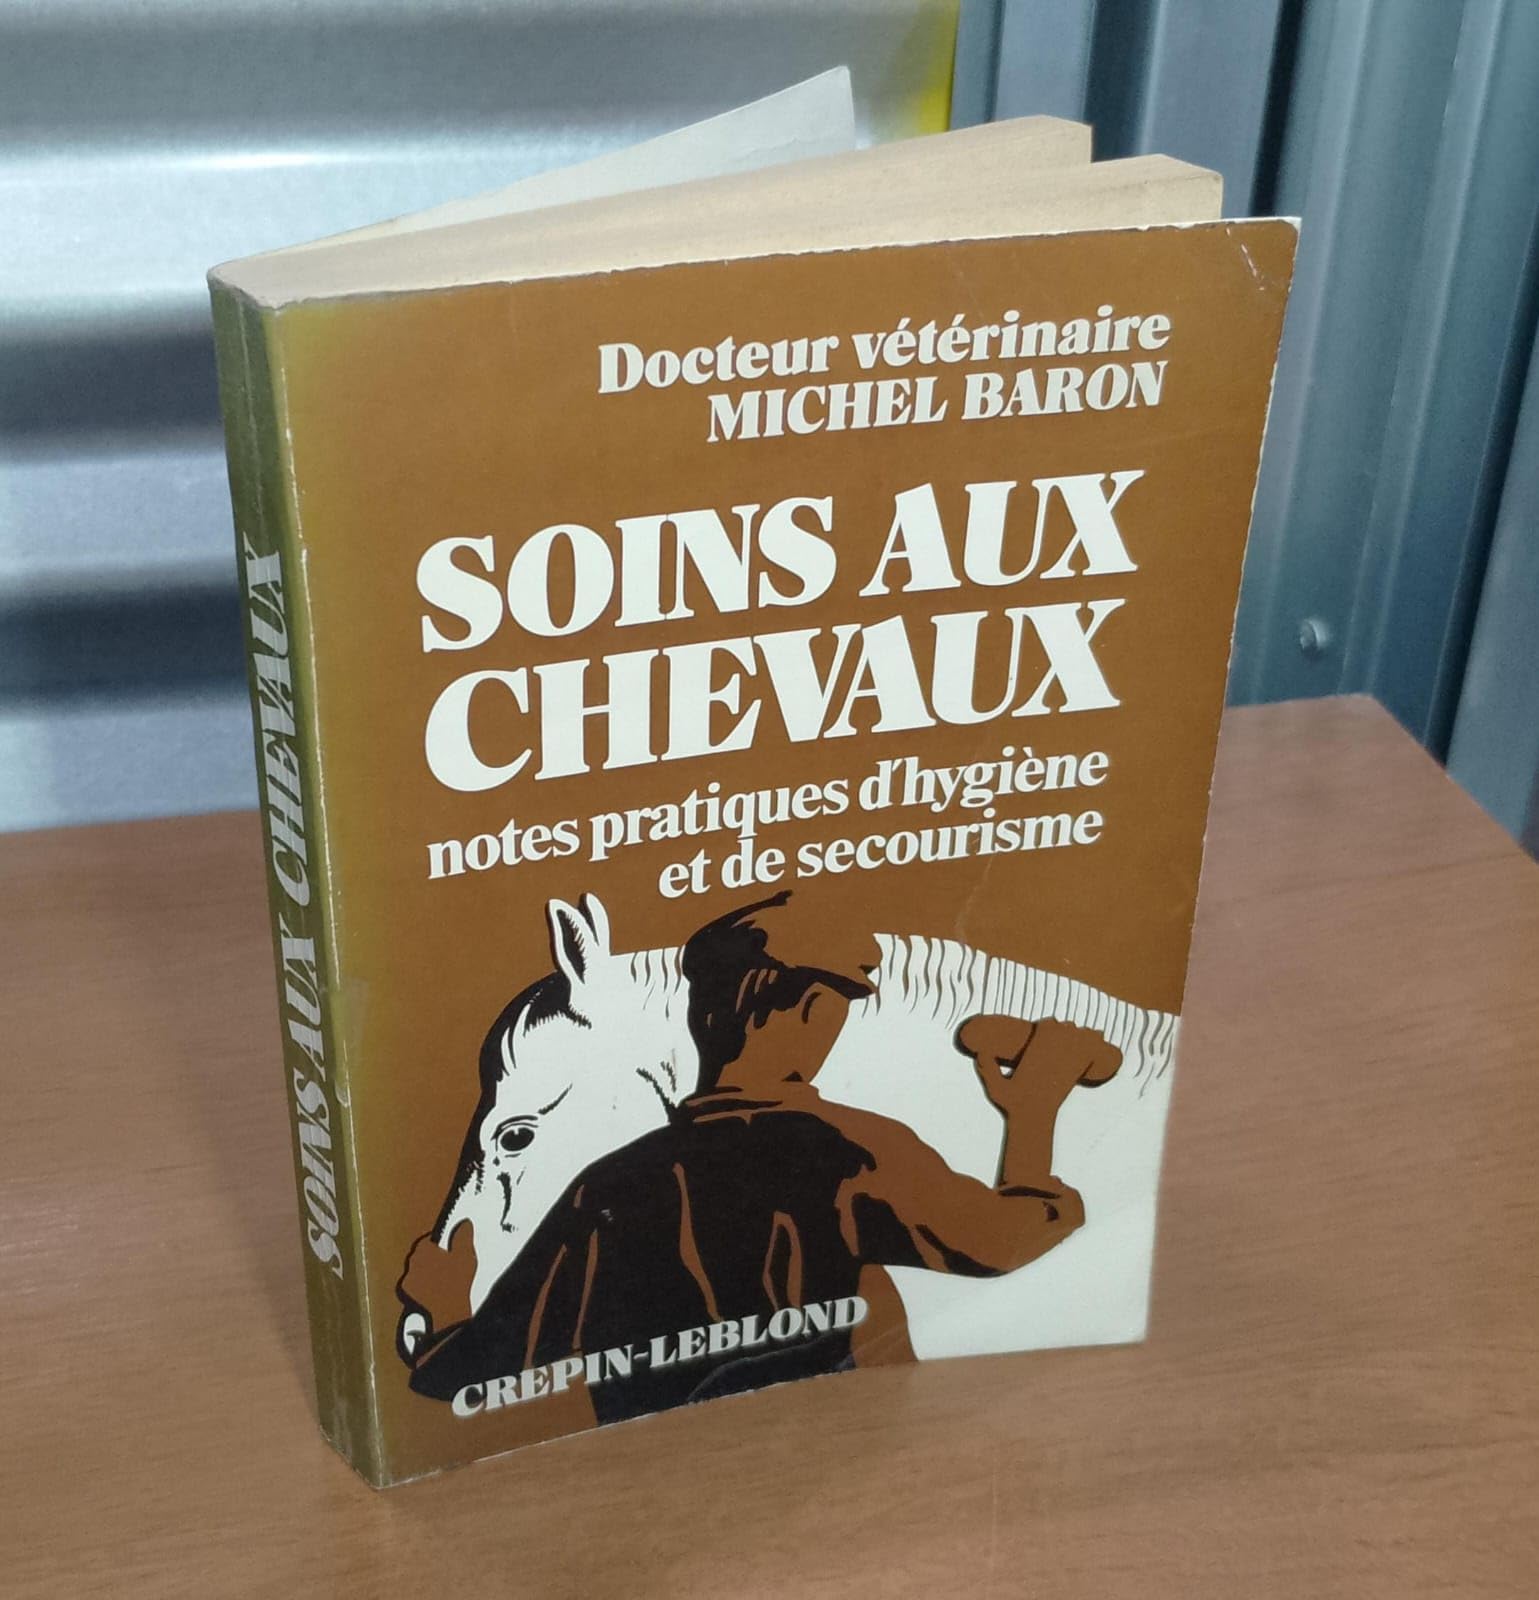 Docteur vétérinaire
MICHEL BARON
SOINS AUX
CHEVAUX
notes pratiques d'hygiène
et de secourisme
CREPIN-LEBLOND
SOINS AUX CHEVAUX